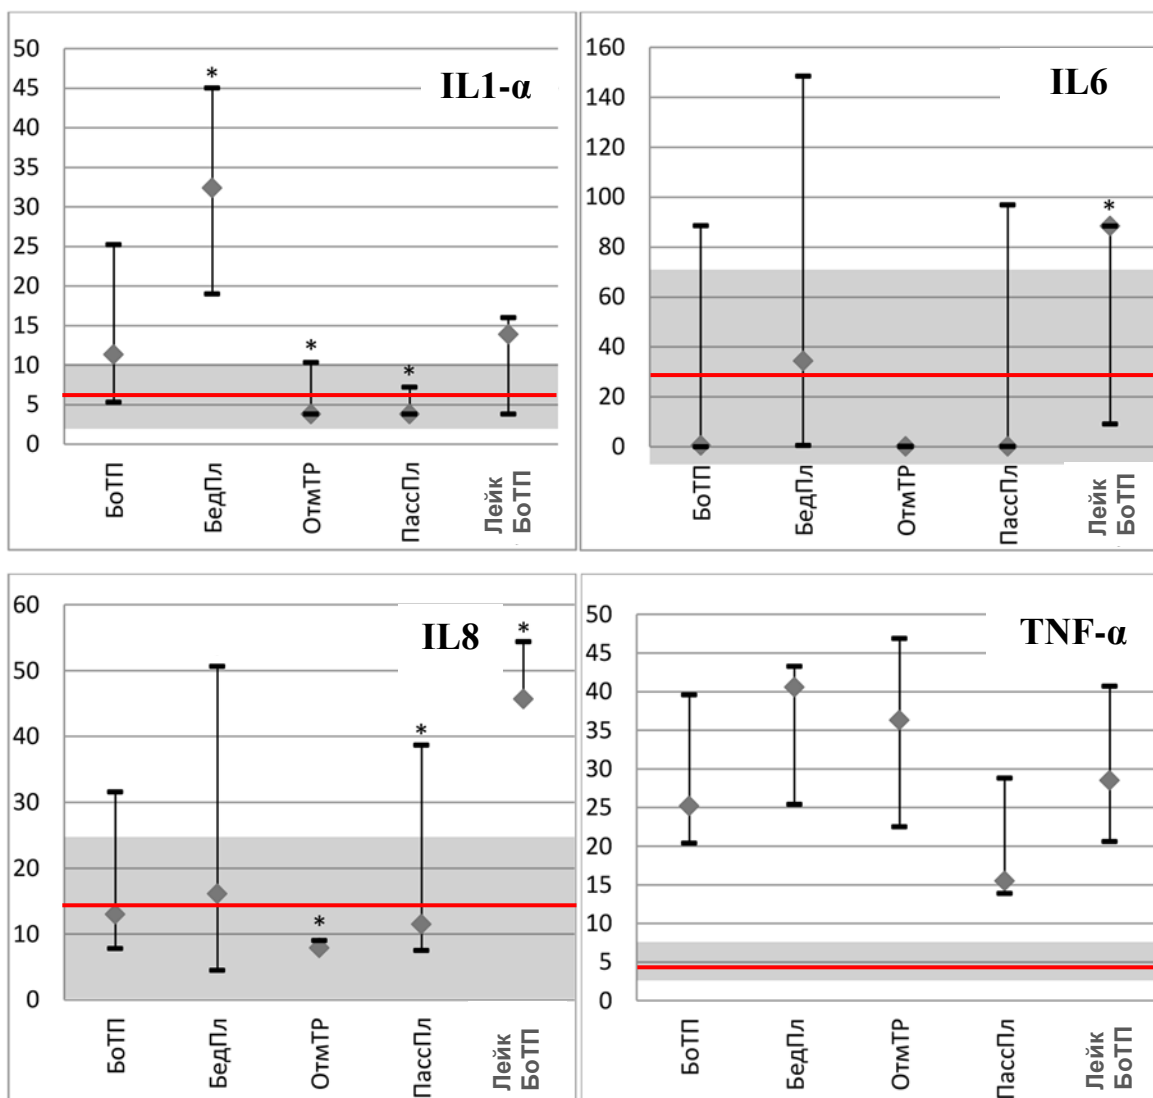 IL1-α
50
45
40
35
30
25
20
15
10
5
0
*
*
*
БоТП
БедПл
ОтмТР
ПассПл
Лейк
БоТП
IL6
160
140
120
100
80
60
40
20
0
*
БоТП
БедПл
ОтмТР
ПассПл
Лейк
БоТП
IL8
60
50
40
30
20
10
0
*
*
*
БоТП
БедПл
ОтмТР
ПассПл
Лейк
БоТП
TNF-α
50
45
40
35
30
25
20
15
10
5
0
БоТП
БедПл
ОтмТР
ПассПл
Лейк
БоТП